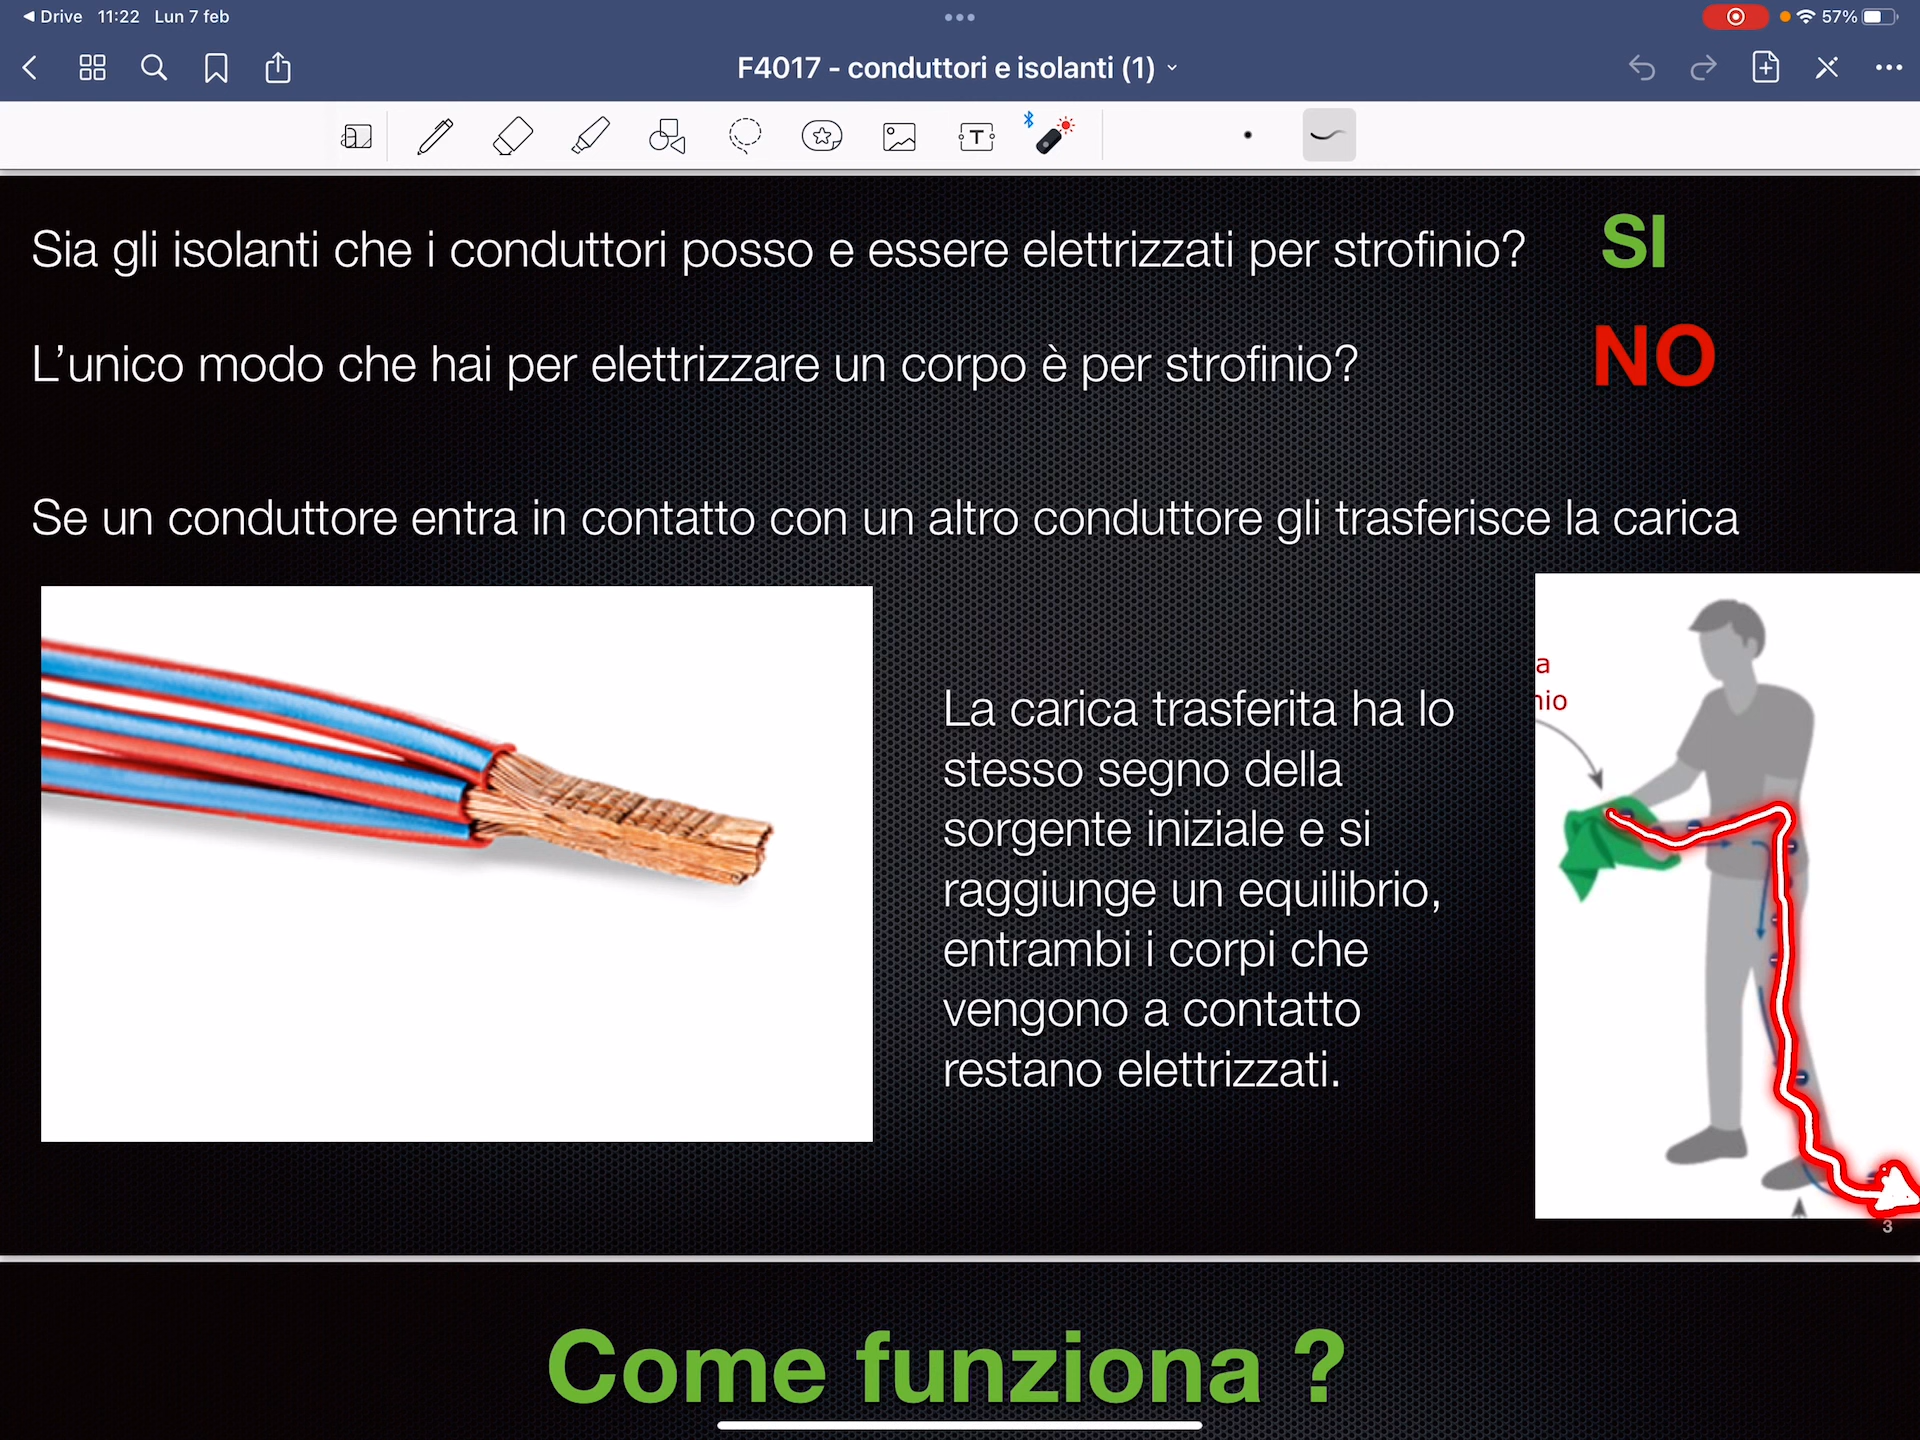 Drive 11:22 Lun 7 feb
57%
F4017 - conduttori e isolanti (1)
T
Sia gli isolanti che i conduttori posso e essere elettrizzati per strofinio? SI
L'unico modo che hai per elettrizzare un corpo è per strofinio? NO
Se un conduttore entra in contatto con un altro conduttore gli trasferisce la carica
La carica trasferita ha lo
stesso segno della
sorgente iniziale e si
raggiunge un equilibrio,
entrambi i corpi che
vengono a contatto
restano elettrizzati.
a
nio
3
Come funziona ?